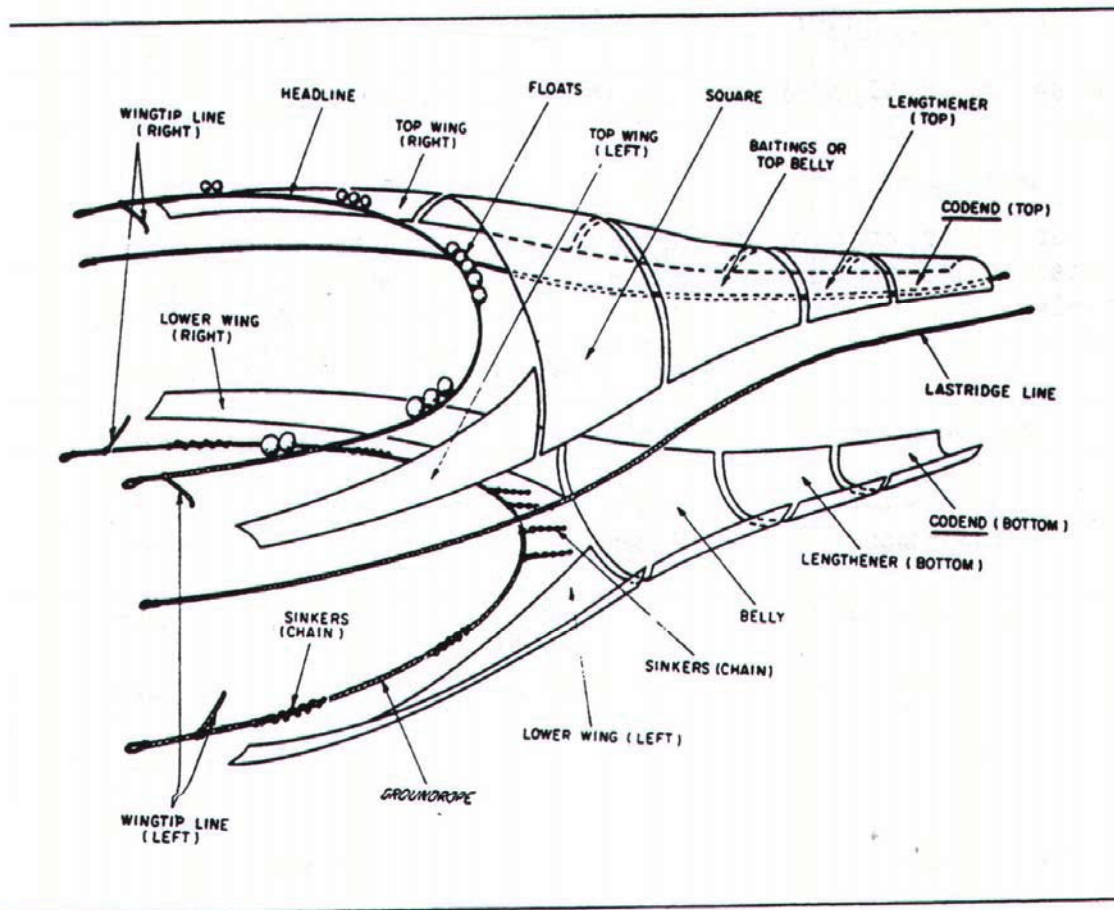 HEADLINE
FLOATS
SQUARE
LENGTHENER
(TOP)
WINGTIP LINE
(RIGHT)
TOP WING
(RIGHT)
TOP WING
(LEFT)
BAITINGS OR
TOP BELLY
CODEND (TOP)
LOWER WING
(RIGHT)
LASTRIDGE LINE
CODEND (BOTTOM)
LENGTHENER (BOTTOM)
BELLY
SINKERS
(CHAIN)
SINKERS (CHAIN)
LOWER WING (LEFT)
GROUNDROPE
WINGTIP LINE
(LEFT)